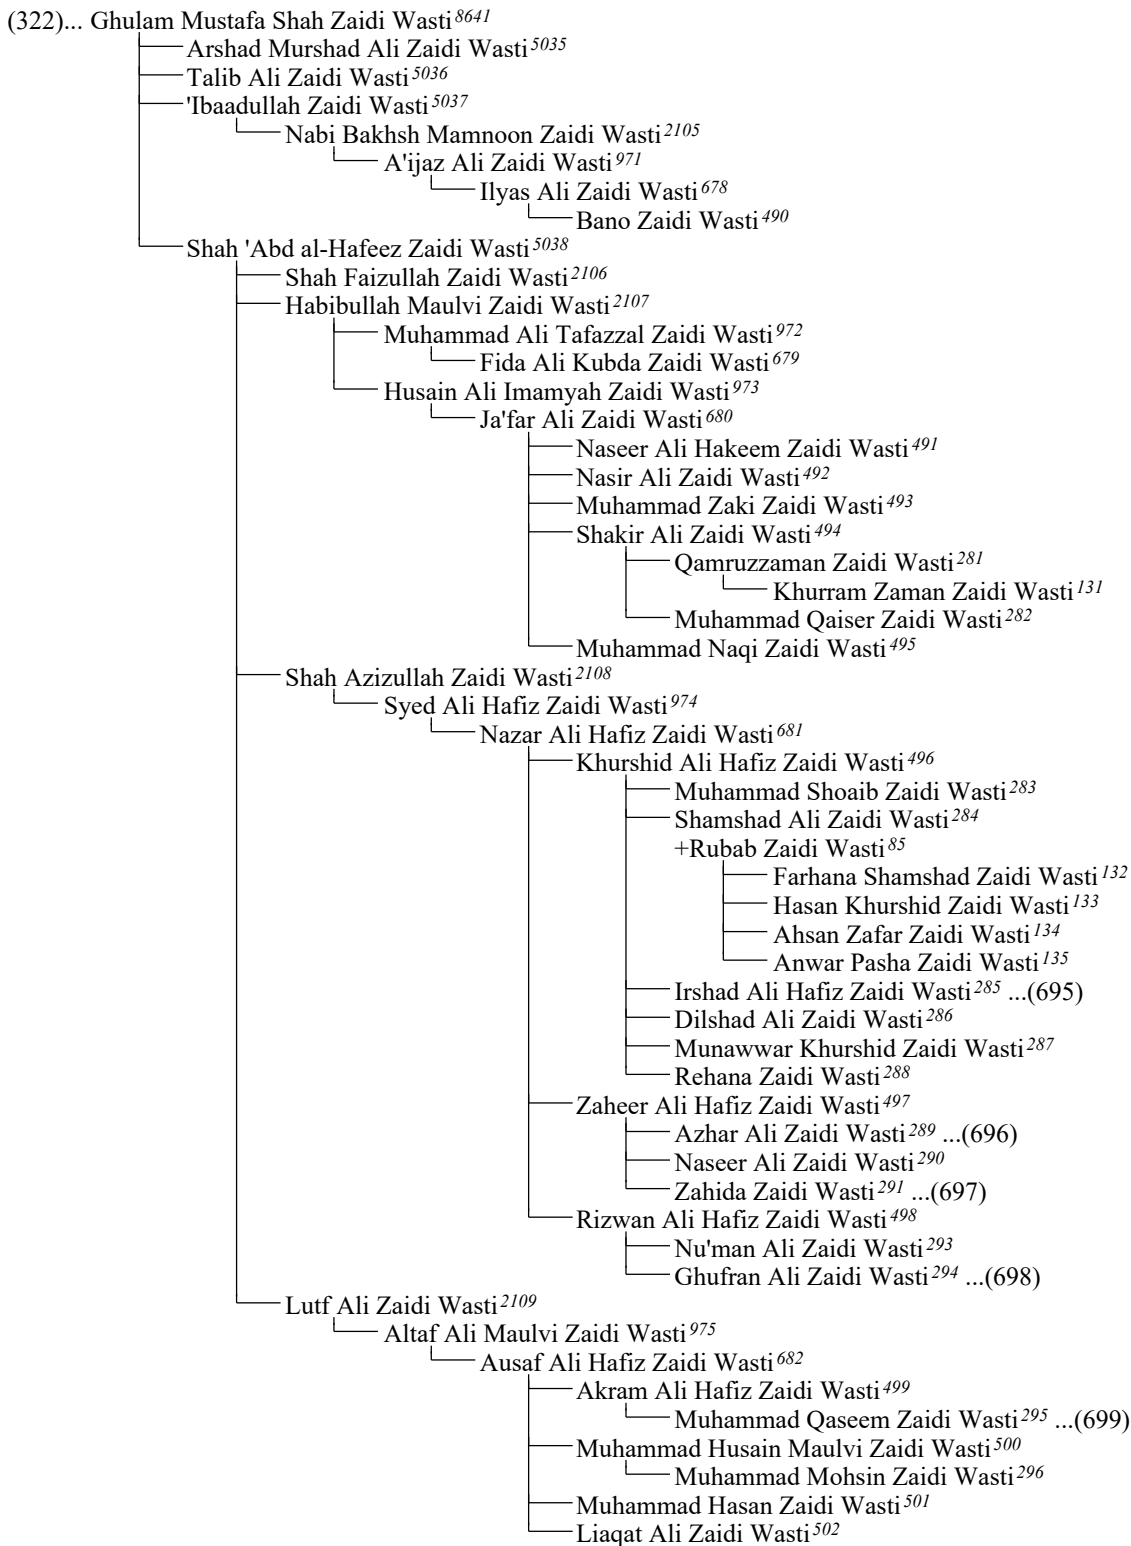 (322)... Ghulam Mustafa Shah Zaidi Wasti 8641
Arshad Murshad Ali Zaidi Wasti 5035
Talib Ali Zaidi Wasti 5036
'Ibaadullah Zaidi Wasti 5037
Nabi Bakhsh Mamnoon Zaidi Wasti 2105
A'ijaz Ali Zaidi Wasti 971
Ilyas Ali Zaidi Wasti 678
Bano Zaidi Wasti 490
Shah 'Abd al-Hafeez Zaidi Wasti 5038
Shah Faizullah Zaidi Wasti 2106
Habibullah Maulvi Zaidi Wasti 2107
Muhammad Ali Tafazzal Zaidi Wasti 972
Fida Ali Kubda Zaidi Wasti 679
Husain Ali Imamyah Zaidi Wasti 973
Ja'far Ali Zaidi Wasti 680
Naseer Ali Hakeem Zaidi Wasti 491
Nasir Ali Zaidi Wasti 492
Muhammad Zaki Zaidi Wasti 493
Shakir Ali Zaidi Wasti 494
Qamruzzaman Zaidi Wasti 281
Khurram Zaman Zaidi Wasti 131
Muhammad Qaiser Zaidi Wasti 282
Muhammad Naqi Zaidi Wasti 495
Shah Azizullah Zaidi Wasti 2108
Syed Ali Hafiz Zaidi Wasti 974
Nazar Ali Hafiz Zaidi Wasti 681
Khurshid Ali Hafiz Zaidi Wasti 496
Muhammad Shoaib Zaidi Wasti 283
Shamshad Ali Zaidi Wasti 284
+Rubab Zaidi Wasti 85
Farhana Shamshad Zaidi Wasti 132
Hasan Khurshid Zaidi Wasti 133
Ahsan Zafar Zaidi Wasti 134
Anwar Pasha Zaidi Wasti 135
Irshad Ali Hafiz Zaidi Wasti 285 ...(695)
Dilshad Ali Zaidi Wasti 286
Munawwar Khurshid Zaidi Wasti 287
Rehana Zaidi Wasti 288
Zaheer Ali Hafiz Zaidi Wasti 497
Azhar Ali Zaidi Wasti 289 ...(696)
Naseer Ali Zaidi Wasti 290
Zahida Zaidi Wasti 291 ...(697)
Rizwan Ali Hafiz Zaidi Wasti 498
Nu'man Ali Zaidi Wasti 293
Ghufran Ali Zaidi Wasti 294 ...(698)
Lutf Ali Zaidi Wasti 2109
Altaf Ali Maulvi Zaidi Wasti 975
Ausaf Ali Hafiz Zaidi Wasti 682
Akram Ali Hafiz Zaidi Wasti 499
Muhammad Qaseem Zaidi Wasti 295 ...(699)
Muhammad Husain Maulvi Zaidi Wasti 500
Muhammad Mohsin Zaidi Wasti 296
Muhammad Hasan Zaidi Wasti 501
Liaqat Ali Zaidi Wasti 502